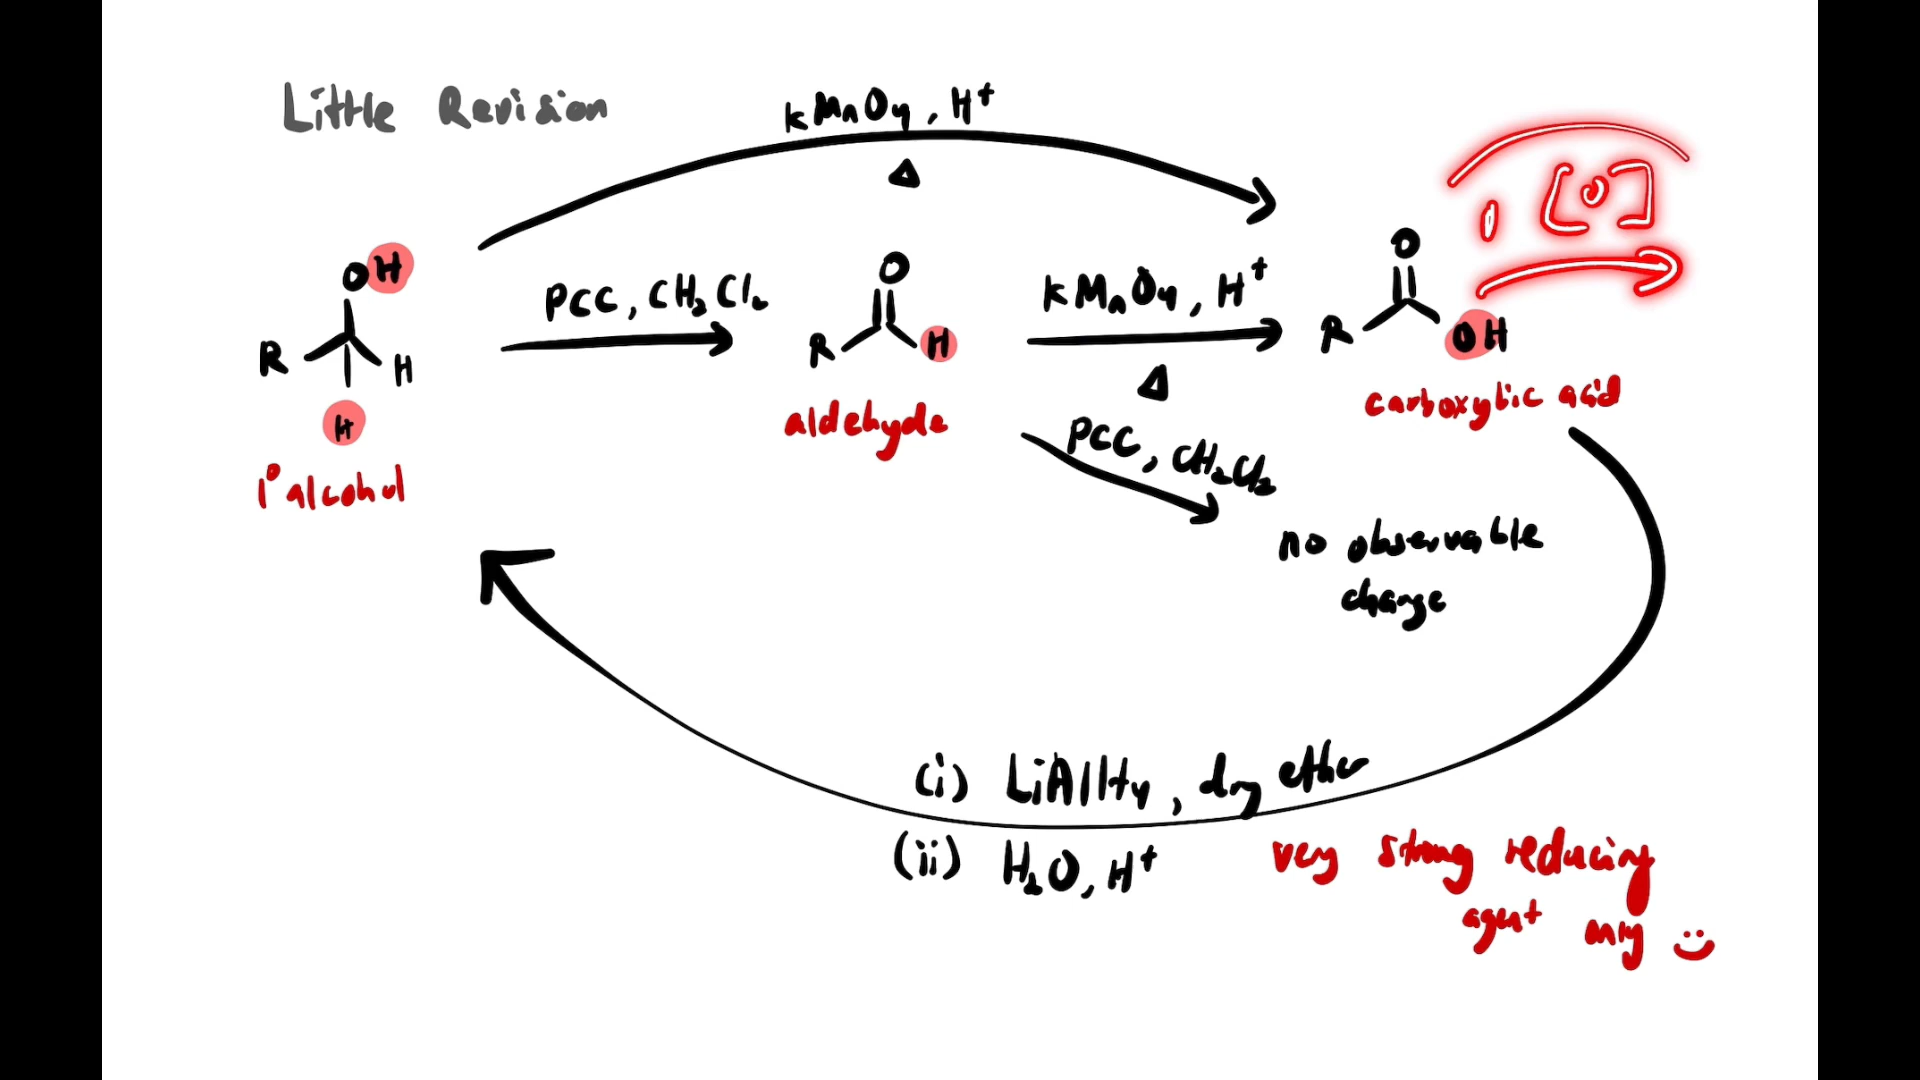 Little Revision
KMnO4, H+
Δ
[O]
OH
R
H
H
1° alcohol
PCC, CH2Cl2
O
R
H
aldehyde
KMnO4, H+
Δ
PCC, CH2Cl2
no observable
change
O
R
OH
carboxylic acid
(i) LiAlH4, dry ether
(ii) H2O, H+
very strong reducing
agent only